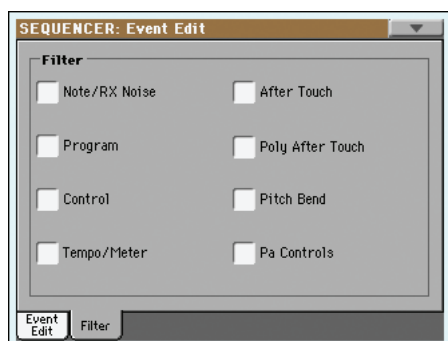 SEQUENCER: Event Edit
Filter
Note/RX Noise
After Touch
Program
Poly After Touch
Control
Pitch Bend
Tempo/Meter
Pa Controls
Event
Edit
Filter